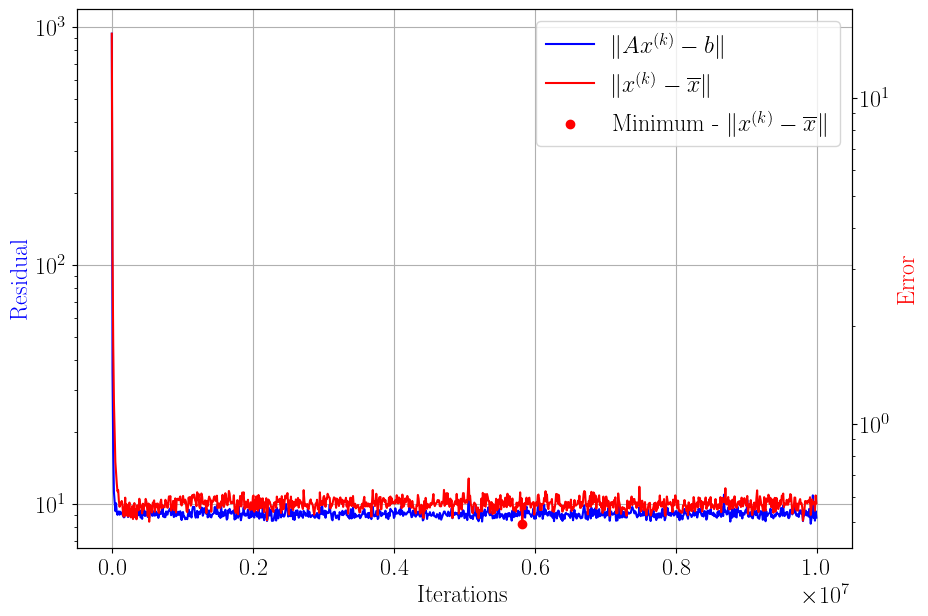 10³
10²
10¹
Residual
‖Ax⁽ᵏ⁾ − b‖
‖x⁽ᵏ⁾ − x̅‖
Minimum - ‖x⁽ᵏ⁾ − x̅‖
10¹
10⁰
Error
0.0 0.2 0.4 0.6 0.8 1.0
Iterations
×10⁷